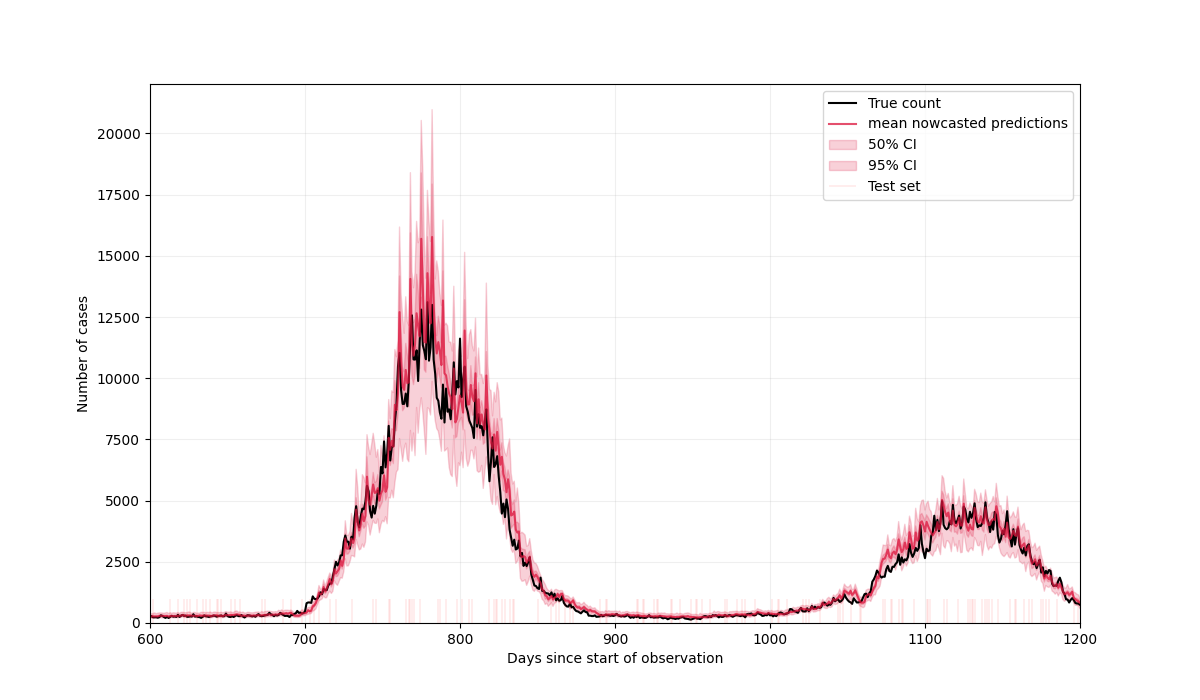 True count
mean nowcasted predictions
50% CI
95% CI
Test set
20000
17500
15000
12500
10000
7500
5000
2500
0
Number of cases
600 700 800 900 1000 1100 1200
Days since start of observation